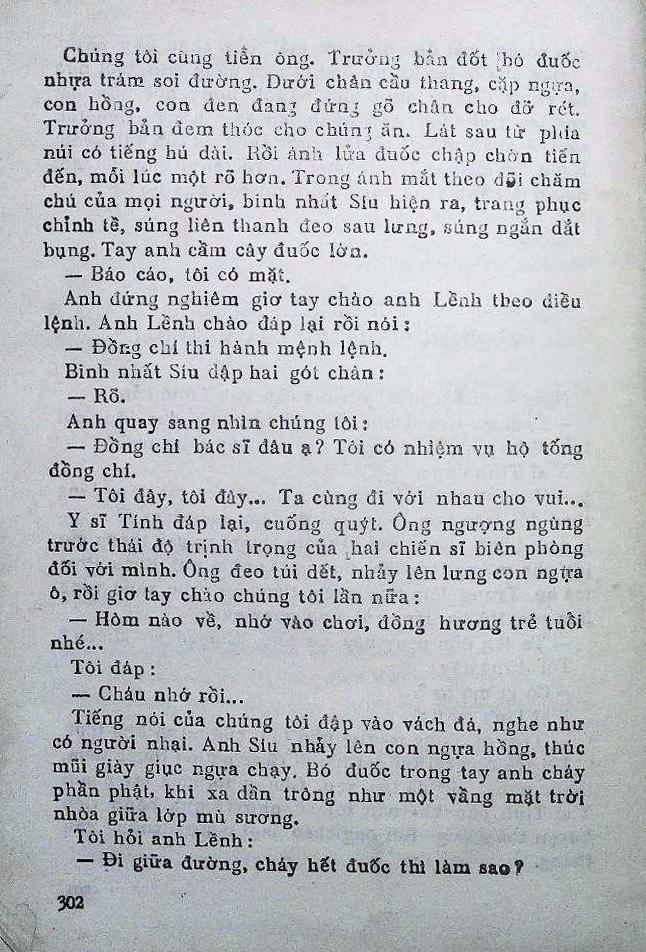 Chúng tôi cùng tiễn ông. Trưởng bản đốt bó đuốc
nhựa trám soi đường. Dưới chân cầu thang, cặp ngựa,
con hồng, con đen đang đứng gõ chân cho đỡ rét.
Trưởng bản đem thóc cho chúng ăn. Lát sau từ phía
núi có tiếng hú dài. Rồi ánh lửa đuốc chập chờn tiến
đến, mỗi lúc một rõ hơn. Trong ánh mắt theo dõi chăm
chú của mọi người, binh nhất Síu hiện ra, trang phục
chỉnh tề, súng liên thanh đeo sau lưng, súng ngắn dắt
bụng. Tay anh cầm cây đuốc lớn.
— Báo cáo, tôi có mặt.
Anh đứng nghiêm giơ tay chào anh Lềnh theo điều
lệnh. Anh Lềnh chào đáp lại rồi nói :
— Đồng chí thi hành mệnh lệnh.
Binh nhất Síu dập hai gót chân :
— Rõ.
Anh quay sang nhìn chúng tôi :
— Đồng chí bác sĩ đâu ạ? Tôi có nhiệm vụ hộ tống
đồng chí.
— Tôi đây, tôi đây... Ta cùng đi với nhau cho vui...
Y sĩ Tính đáp lại, cuống quýt. Ông ngượng ngùng
trước thái độ trịnh trọng của hai chiến sĩ biên phòng
đối với mình. Ông đeo túi dết, nhảy lên lưng con ngựa
ô, rồi giơ tay chào chúng tôi lần nữa :
— Hôm nào về, nhớ vào chơi, đồng hương trẻ tuổi
nhé...
Tôi đáp :
— Cháu nhớ rồi...
Tiếng nói của chúng tôi đập vào vách đá, nghe như
có người nhại. Anh Síu nhảy lên con ngựa hồng, thúc
mũi giày giục ngựa chạy. Bó đuốc trong tay anh cháy
phần phật, khi xa dần trông như một vầng mặt trời
nhòa giữa lớp mù sương.
Tôi hỏi anh Lềnh :
— Đi giữa đường, cháy hết đuốc thì làm sao?
302